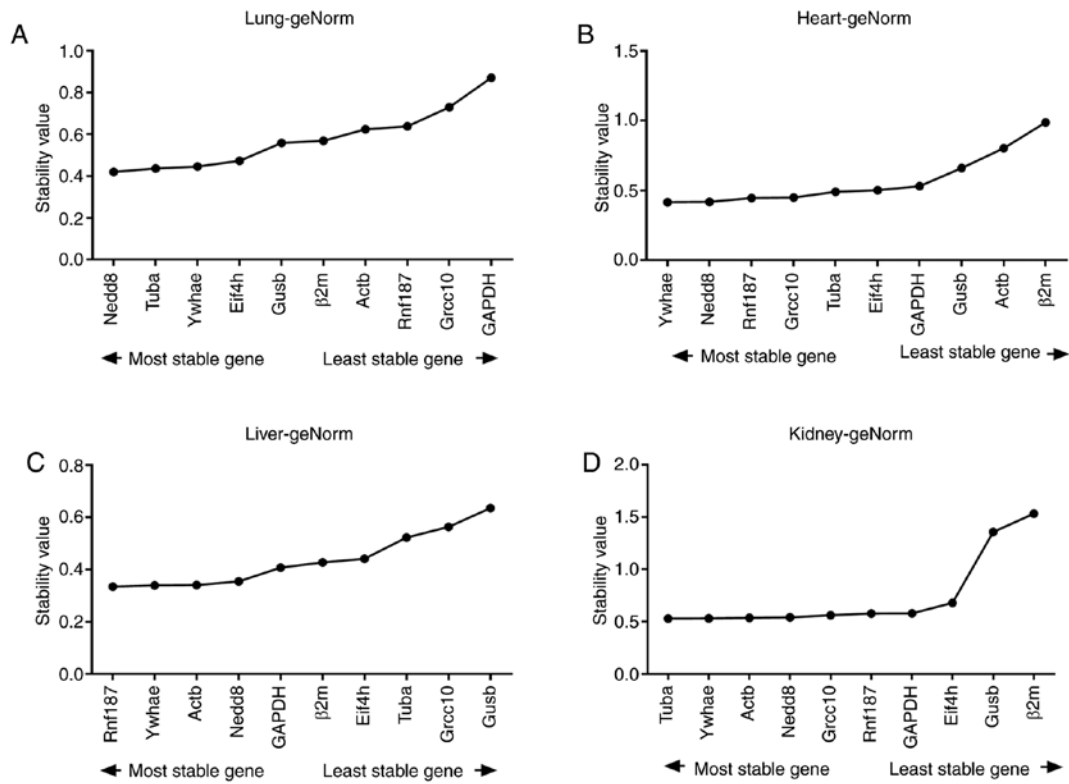 A
Lung-geNorm
Stability value
1.0
0.8
0.6
0.4
0.2
0.0
Nedd8
Tuba
Ywhae
Eif4h
Gusb
β2m
Actb
Rnf187
Grcc10
GAPDH
Most stable gene
Least stable gene
B
Heart-geNorm
Stability value
1.5
1.0
0.5
0.0
Ywhae
Nedd8
Rnf187
Grcc10
Tuba
Eif4h
GAPDH
Gusb
Actb
β2m
Most stable gene
Least stable gene
C
Liver-geNorm
Stability value
0.8
0.6
0.4
0.2
0.0
Rnf187
Ywhae
Actb
Nedd8
GAPDH
β2m
Eif4h
Tuba
Grcc10
Gusb
Most stable gene
Least stable gene
D
Kidney-geNorm
Stability value
2.0
1.5
1.0
0.5
0.0
Tuba
Ywhae
Actb
Nedd8
Grcc10
Rnf187
GAPDH
Eif4h
Gusb
β2m
Most stable gene
Least stable gene